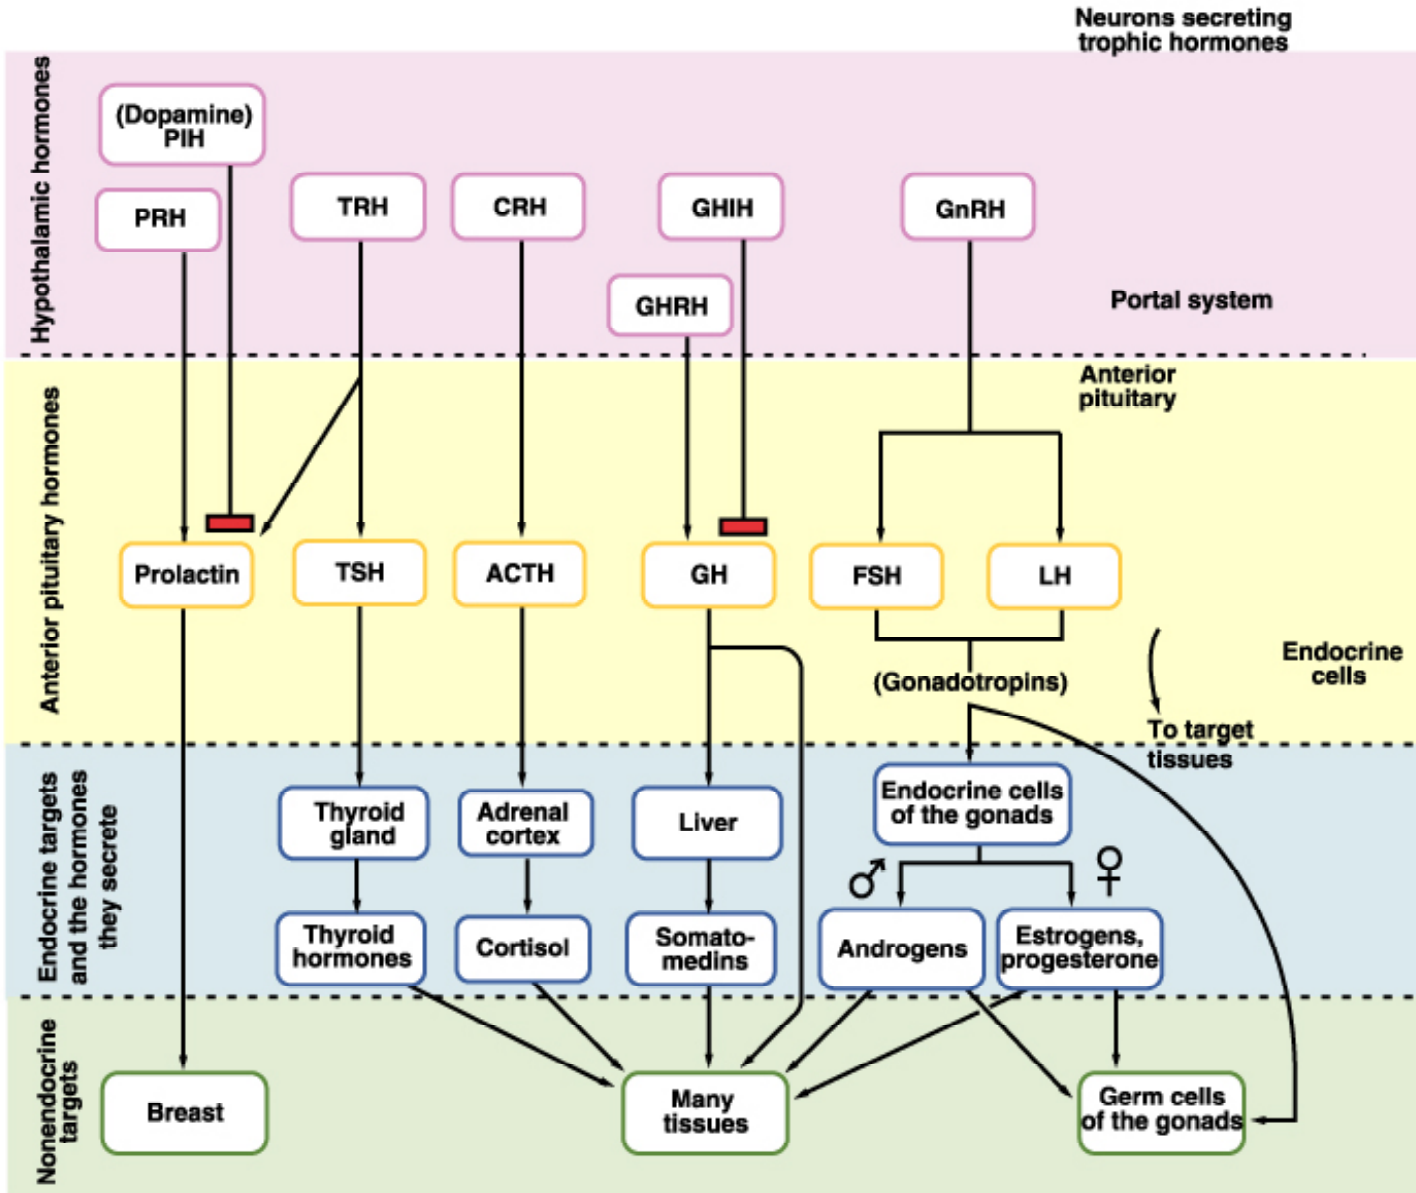 Neurons secreting
trophic hormones
Hypothalamic hormones
(Dopamine)
PIH
PRH
TRH
CRH
GHIH
GHRH
GnRH
Portal system
Anterior pituitary hormones
Anterior
pituitary
Prolactin
TSH
ACTH
GH
FSH
LH
(Gonadotropins)
Endocrine
cells
To target
tissues
Endocrine targets
and the hormones
they secrete
Thyroid
gland
Adrenal
cortex
Liver
Endocrine cells
of the gonads
♂
♀
Thyroid
hormones
Cortisol
Somato-
medins
Androgens
Estrogens,
progesterone
Nonendocrine
targets
Breast
Many
tissues
Germ cells
of the gonads